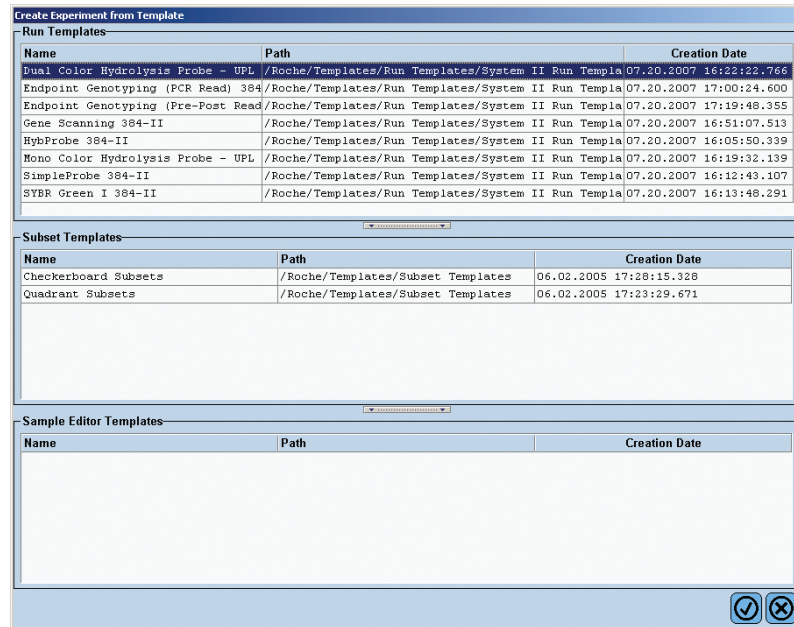 Create Experiment from Template
Run Templates
Name Path Creation Date
Dual Color Hydrolysis Probe - UPL /Roche/Templates/Run Templates/System II Run Templa 07.20.2007 16:22:22.766
Endpoint Genotyping (PCR Read) 384 /Roche/Templates/Run Templates/System II Run Templa 07.20.2007 17:00:24.600
Endpoint Genotyping (Pre-Post Read /Roche/Templates/Run Templates/System II Run Templa 07.20.2007 17:19:48.355
Gene Scanning 384-II /Roche/Templates/Run Templates/System II Run Templa 07.20.2007 16:51:07.513
HybProbe 384-II /Roche/Templates/Run Templates/System II Run Templa 07.20.2007 16:05:50.339
Mono Color Hydrolysis Probe - UPL /Roche/Templates/Run Templates/System II Run Templa 07.20.2007 16:19:32.139
SimpleProbe 384-II /Roche/Templates/Run Templates/System II Run Templa 07.20.2007 16:12:43.107
SYBR Green I 384-II /Roche/Templates/Run Templates/System II Run Templa 07.20.2007 16:13:48.291
Subset Templates
Name Path Creation Date
Checkerboard Subsets /Roche/Templates/Subset Templates 06.02.2005 17:28:15.328
Quadrant Subsets /Roche/Templates/Subset Templates 06.02.2005 17:23:29.671
Sample Editor Templates
Name Path Creation Date